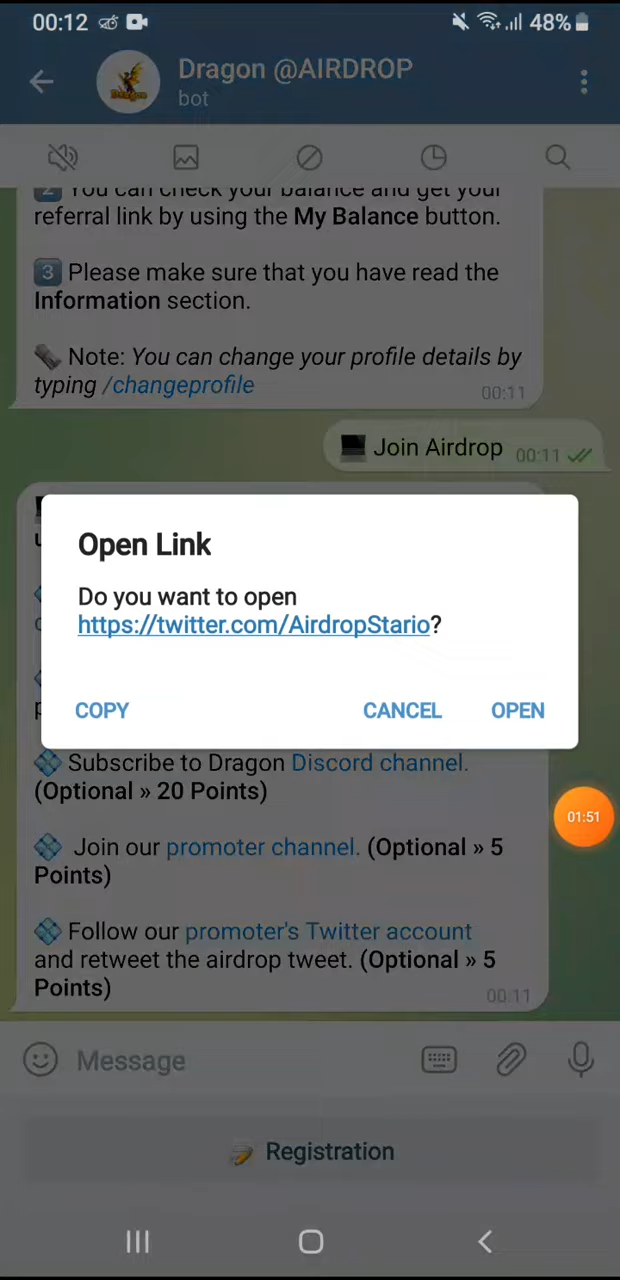 00:12
48%
Dragon @AIRDROP
bot
2 You can check your balance and get your
referral link by using the My Balance button.
3 Please make sure that you have read the
Information section.
Note: You can change your profile details by
typing /changeprofile
00:11
Join Airdrop 00:11
Open Link
Do you want to open
https://twitter.com/AirdropStario?
COPY CANCEL OPEN
Subscribe to Dragon Discord channel.
(Optional » 20 Points)
01:51
Join our promoter channel. (Optional » 5
Points)
Follow our promoter's Twitter account
and retweet the airdrop tweet. (Optional » 5
Points)
00:11
Message
Registration